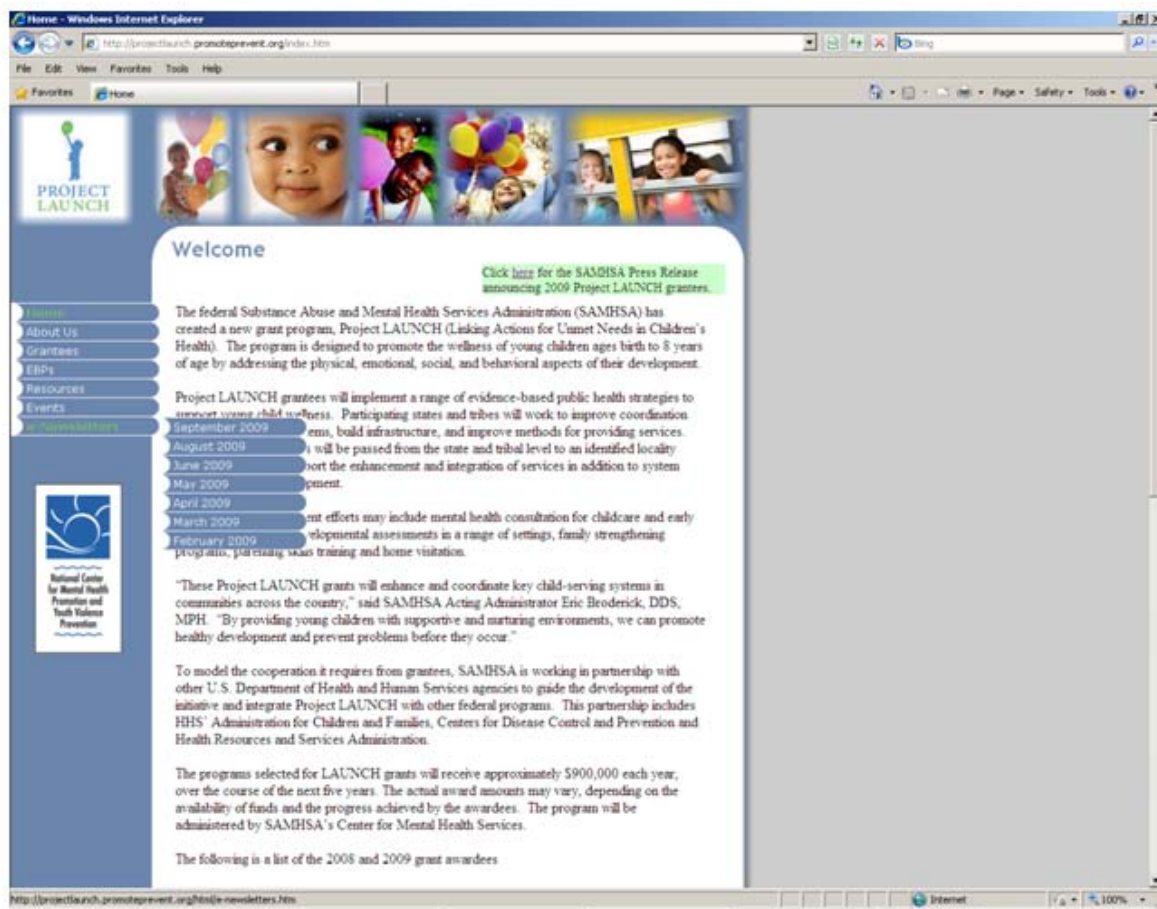 Home - Windows Internet Explorer
http://projectlaunch.promoteprevent.org/index.htm
Bing
File Edit View Favorites Tools Help
Favorites
Home
Page
Safety
Tools
PROJECT
LAUNCH
Welcome
Click here for the SAMHSA Press Release
announcing 2009 Project LAUNCH grantees.
Home
About Us
Grantees
EBPs
Resources
Events
e-Newsletters
September 2009
August 2009
June 2009
May 2009
April 2009
March 2009
February 2009
National Center
for Mental Health
Promotion and
Youth Violence
Prevention
The federal Substance Abuse and Mental Health Services Administration (SAMHSA) has
created a new grant program, Project LAUNCH (Linking Actions for Unmet Needs in Children's
Health). The program is designed to promote the wellness of young children ages birth to 8 years
of age by addressing the physical, emotional, social, and behavioral aspects of their development.
Project LAUNCH grantees will implement a range of evidence-based public health strategies to
support young child wellness. Participating states and tribes will work to improve coordination
ems, build infrastructure, and improve methods for providing services.
s will be passed from the state and tribal level to an identified locality
port the enhancement and integration of services in addition to system
pment.
ent efforts may include mental health consultation for childcare and early
velopmental assessments in a range of settings, family strengthening
programs, parenting skills training and home visitation.
"These Project LAUNCH grants will enhance and coordinate key child-serving systems in
communities across the country," said SAMHSA Acting Administrator Eric Broderick, DDS,
MPH. "By providing young children with supportive and nurturing environments, we can promote
healthy development and prevent problems before they occur."
To model the cooperation it requires from grantees, SAMHSA is working in partnership with
other U.S. Department of Health and Human Services agencies to guide the development of the
initiative and integrate Project LAUNCH with other federal programs. This partnership includes
HHS' Administration for Children and Families, Centers for Disease Control and Prevention and
Health Resources and Services Administration.
The programs selected for LAUNCH grants will receive approximately $900,000 each year,
over the course of the next five years. The actual award amounts may vary, depending on the
availability of funds and the progress achieved by the awardees. The program will be
administered by SAMHSA's Center for Mental Health Services.
The following is a list of the 2008 and 2009 grant awardees
http://projectlaunch.promoteprevent.org/html/e-newsletters.htm
Internet
100%